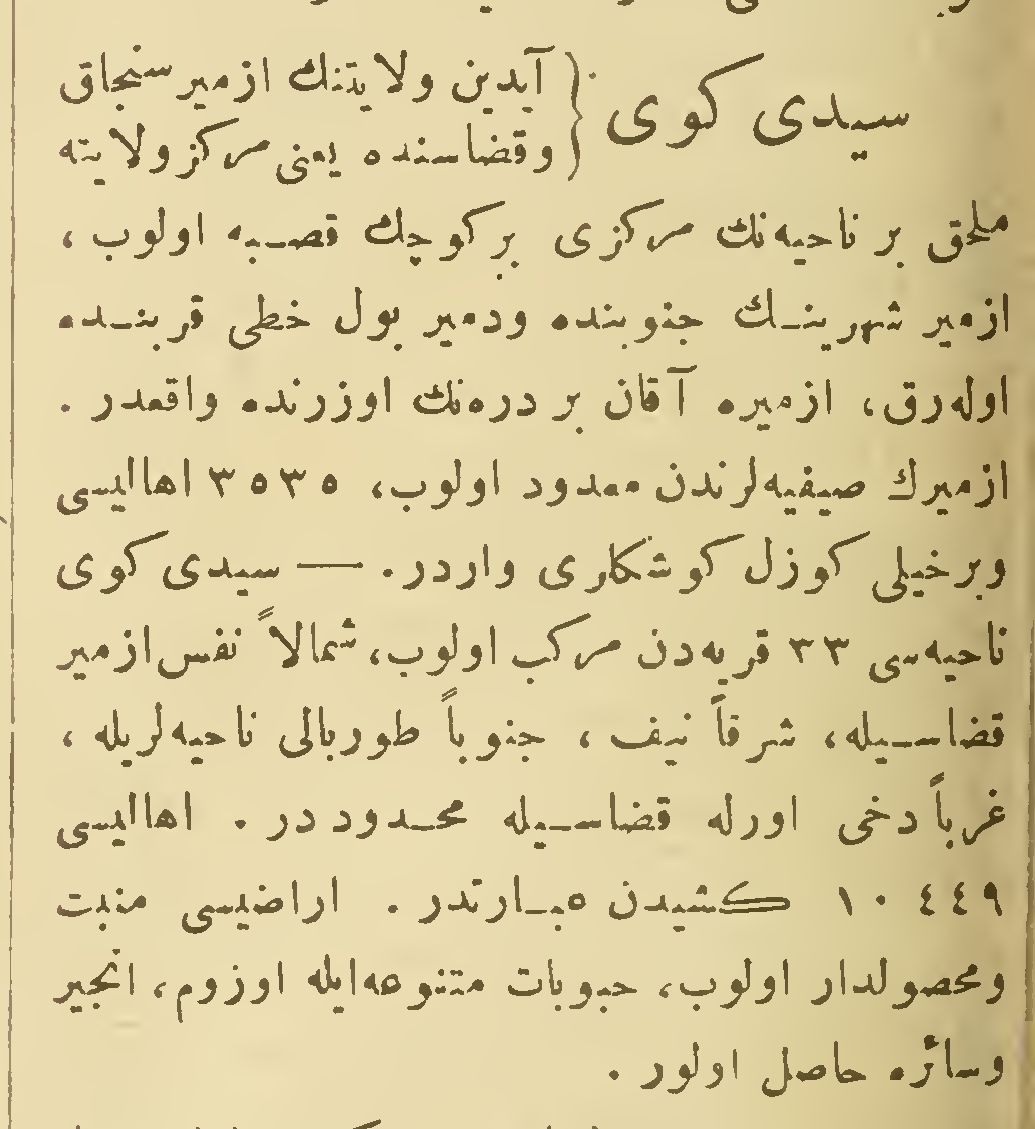 سیدی کوی { آیدین ولایتنك ازمیر سنجاق
وقضاسنده یعنی مرکز ولایته
ملحق بر ناحیه‌نك مرکزی بر کوچك قصبه اولوب ،
ازمیر شهرینك جنوبنده ودمیر یول خطی قربنده
اوله‌رق، ازمیره آقان بر دره‌نك اوزرنده واقعدر .
ازمیرك صیفیه‌لرندن معدود اولوب، ٣٥٣٥ اهالیسی
وبرخیلی کوزل کوشکلری واردر. — سیدی کوی
ناحیه‌سی ٣٣ قریه‌دن مرکب اولوب، شمالاً نفس ازمیر
قضاسیله، شرقاً نیف ، جنوباً طوربالی ناحیه‌لریله ،
غرباً دخی اورله قضاسیله محدوددر . اهالیسی
١٠٤٤٩ کشیدن عبارتدر . اراضیسی منبت
ومحصولدار اولوب، حبوبات متنوعه‌ایله اوزوم، انجیر
وسائره حاصل اولور .